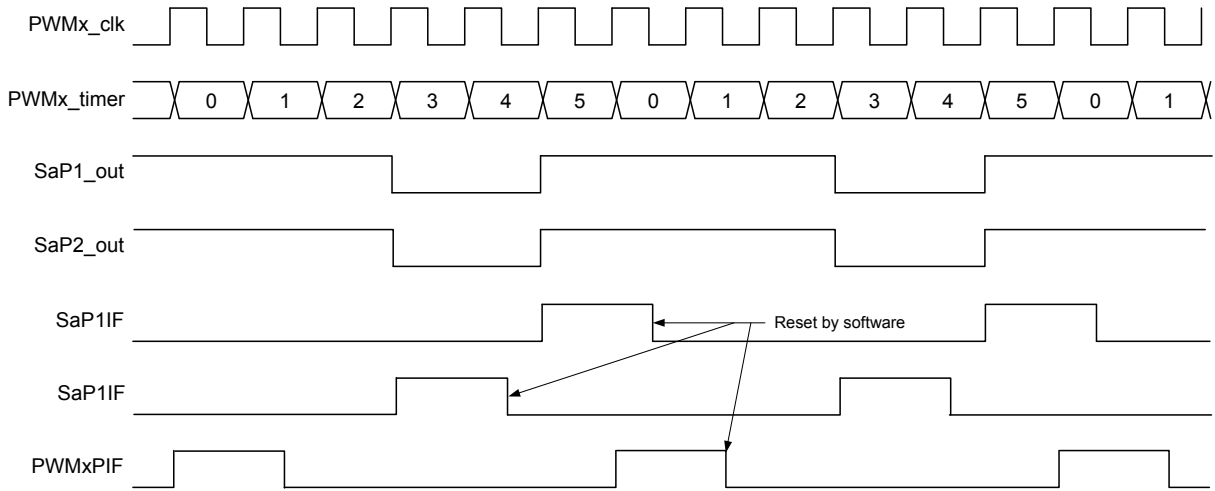 PWMx_clk
PWMx_timer 0 1 2 3 4 5 0 1 2 3 4 5 0 1
SaP1_out
SaP2_out
SaP1IF
Reset by software
SaP1IF
PWMxPIF